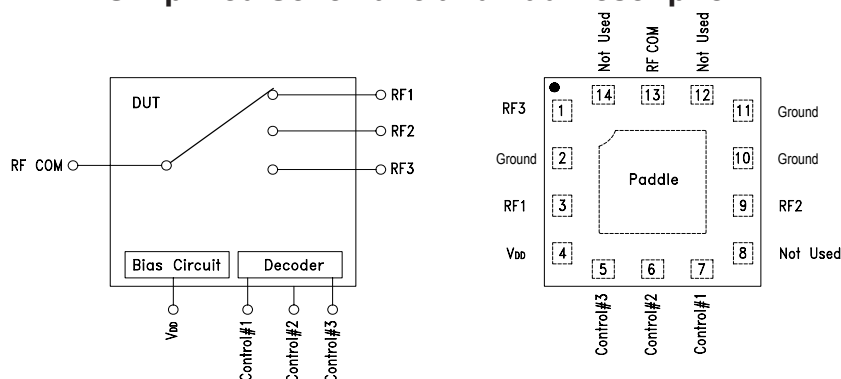 DUT
RF1
RF2
RF COM
RF3
Bias Circuit
Decoder
VDD
Control#1
Control#2
Control#3
Not Used
RF COM
Not Used
14
13
12
RF3
1
11
Ground
Ground
2
10
Ground
Paddle
RF1
3
9
RF2
VDD
4
8
Not Used
5
6
7
Control#3
Control#2
Control#1